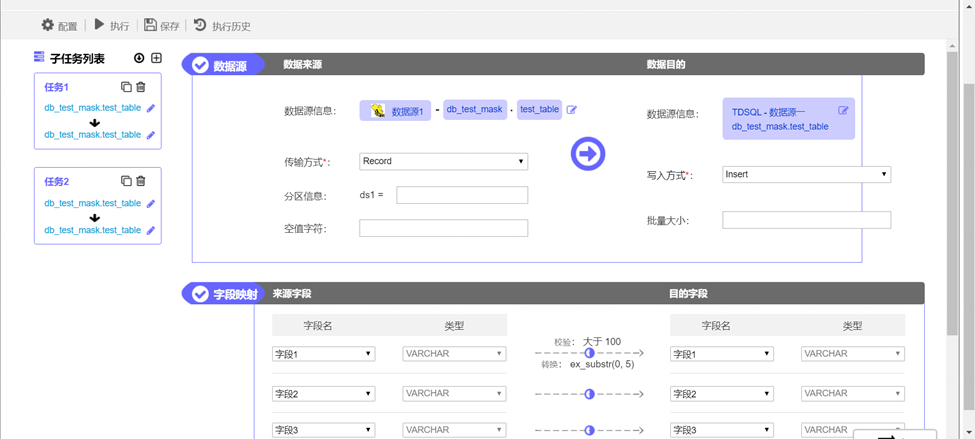 配置 执行 保存 执行历史
子任务列表
任务1
db_test_mask.test_table
db_test_mask.test_table
任务2
db_test_mask.test_table
db_test_mask.test_table
数据源 数据来源 数据目的
数据源信息: 数据源1 - db_test_mask . test_table
传输方式*: Record
分区信息: ds1 =
空值字符:
数据源信息: TDSQL - 数据源一
db_test_mask.test_table
写入方式*: Insert
批量大小:
字段映射 来源字段 目的字段
字段名 类型 字段名 类型
校验: 大于 100
字段1 VARCHAR 字段1 VARCHAR
转换: ex_substr(0, 5)
字段2 VARCHAR 字段2 VARCHAR
字段3 VARCHAR 字段3 VARCHAR